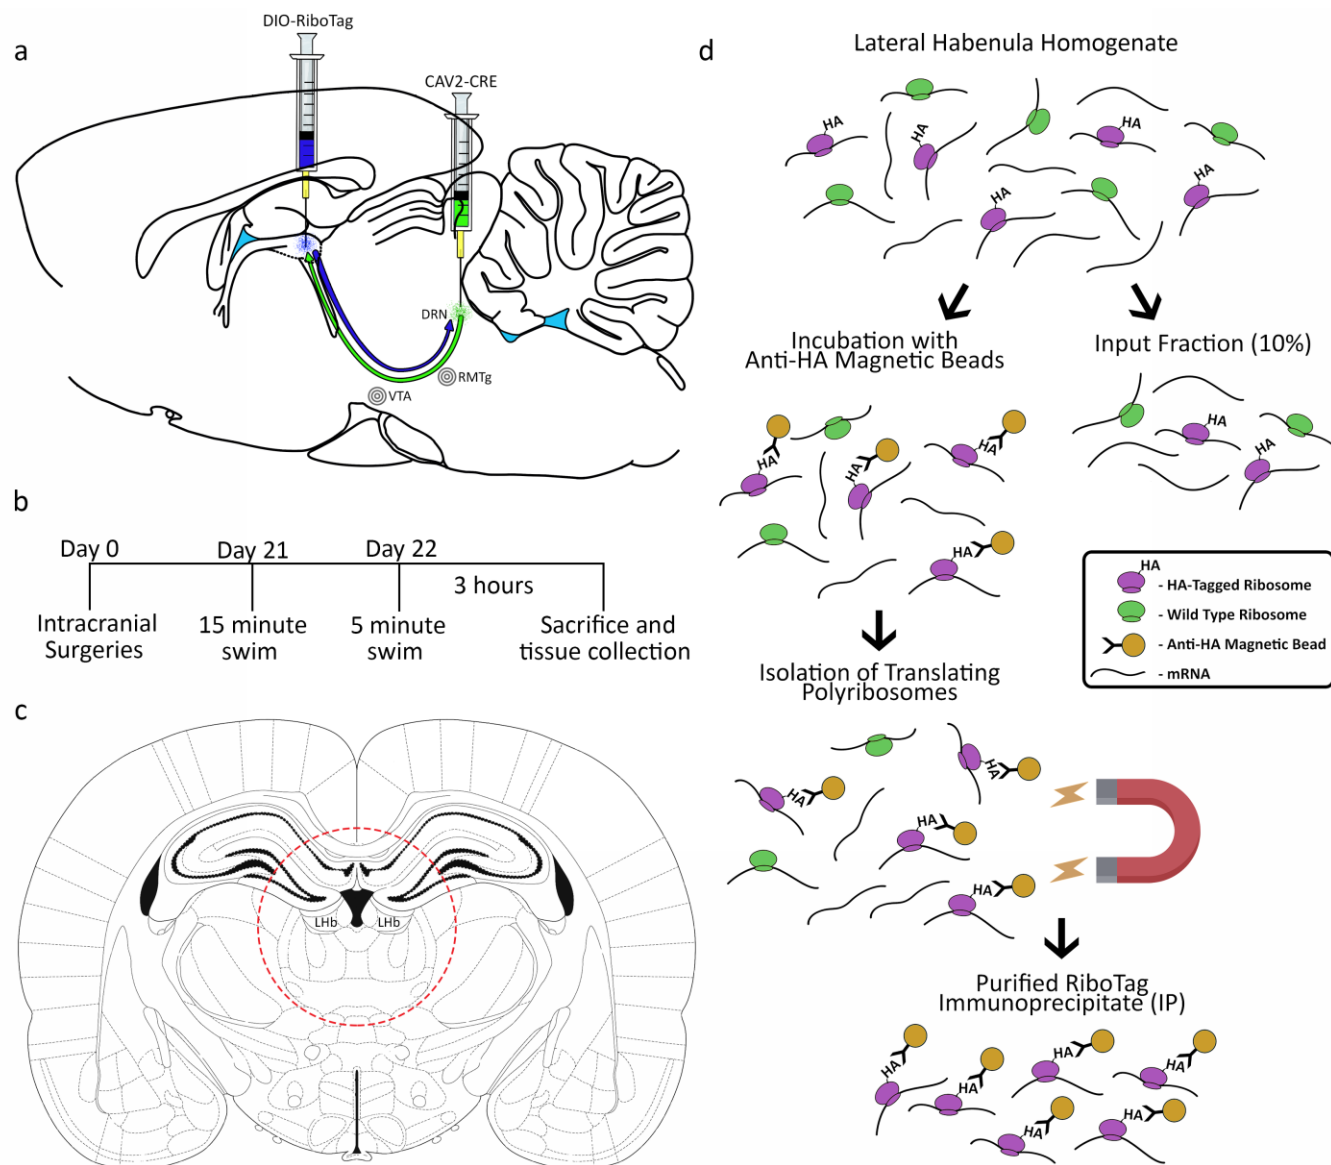 a
DIO-RiboTag
CAV2-CRE
DRN
RMTg
VTA
b
Day 0
Day 21
Day 22
3 hours
Intracranial
Surgeries
15 minute
swim
5 minute
swim
Sacrifice and
tissue collection
c
LHb
LHb
d
Lateral Habenula Homogenate
HA
HA
HA
HA
HA
Incubation with
Anti-HA Magnetic Beads
Input Fraction (10%)
HA
HA
HA
HA
HA
HA
HA
- HA-Tagged Ribosome
- Wild Type Ribosome
- Anti-HA Magnetic Bead
- mRNA
Isolation of Translating
Polyribosomes
HA
HA
HA
HA
Purified RiboTag
Immunoprecipitate (IP)
HA
HA
HA
HA
HA
HA